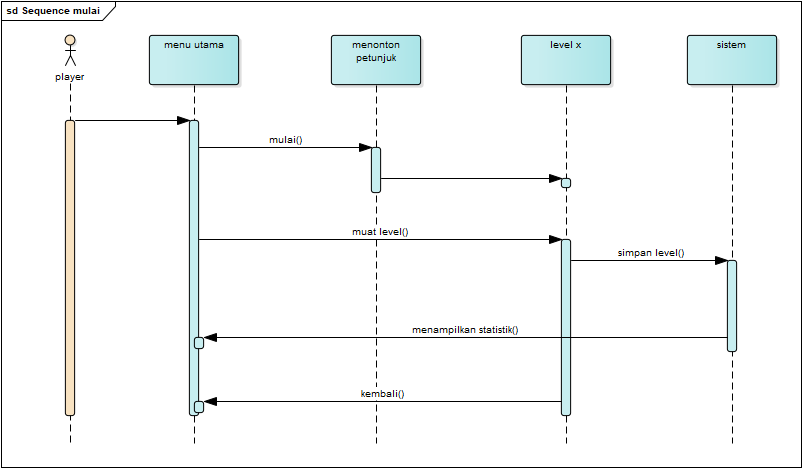 sd Sequence mulai
player
menu utama
menonton
petunjuk
level x
sistem
mulai()
muat level()
simpan level()
menampilkan statistik()
kembali()